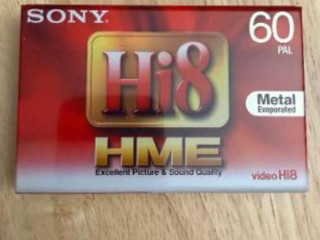 SONY
60
PAL
Hi8
Metal
Evaporated
HME
Excellent Picture & Sound Quality
video Hi8